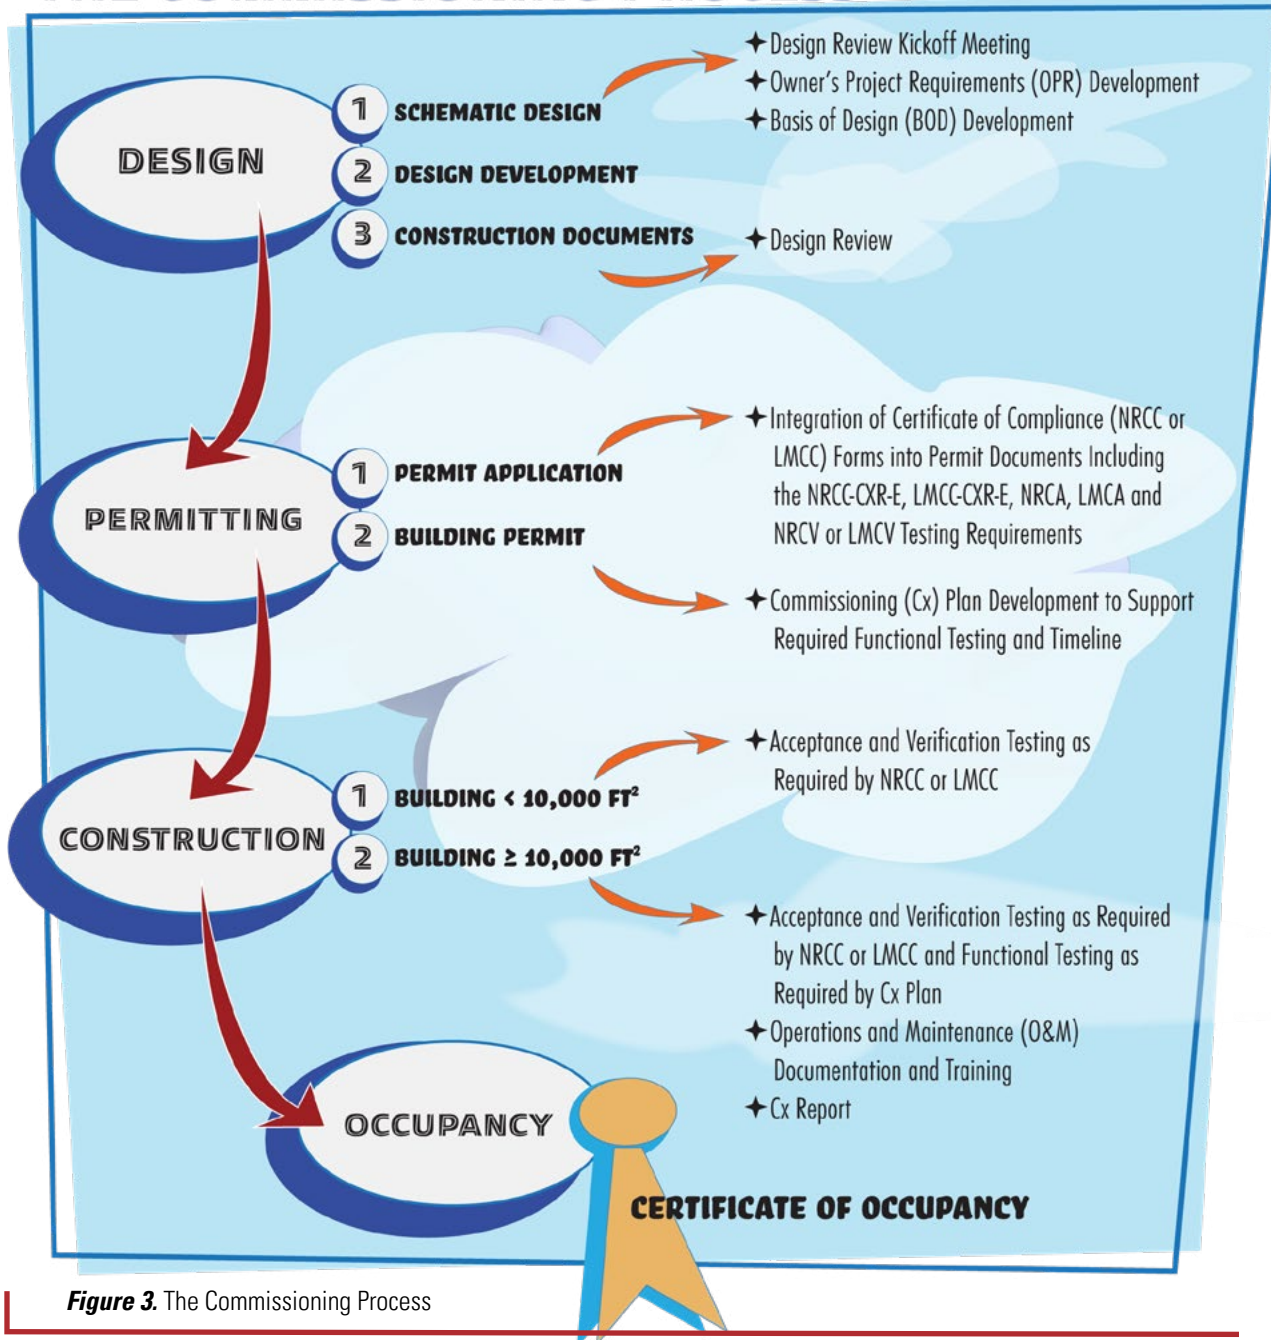 DESIGN
1 SCHEMATIC DESIGN
✦Design Review Kickoff Meeting
✦Owner's Project Requirements (OPR) Development
✦Basis of Design (BOD) Development
2 DESIGN DEVELOPMENT
3 CONSTRUCTION DOCUMENTS
✦Design Review
PERMITTING
1 PERMIT APPLICATION
✦Integration of Certificate of Compliance (NRCC or
LMCC) Forms into Permit Documents Including
the NRCC-CXR-E, LMCC-CXR-E, NRCA, LMCA and
NRCV or LMCV Testing Requirements
2 BUILDING PERMIT
✦Commissioning (Cx) Plan Development to Support
Required Functional Testing and Timeline
CONSTRUCTION
1 BUILDING < 10,000 FT²
✦Acceptance and Verification Testing as
Required by NRCC or LMCC
2 BUILDING ≥ 10,000 FT²
✦Acceptance and Verification Testing as Required
by NRCC or LMCC and Functional Testing as
Required by Cx Plan
✦Operations and Maintenance (O&M)
Documentation and Training
✦Cx Report
OCCUPANCY
CERTIFICATE OF OCCUPANCY
Figure 3. The Commissioning Process